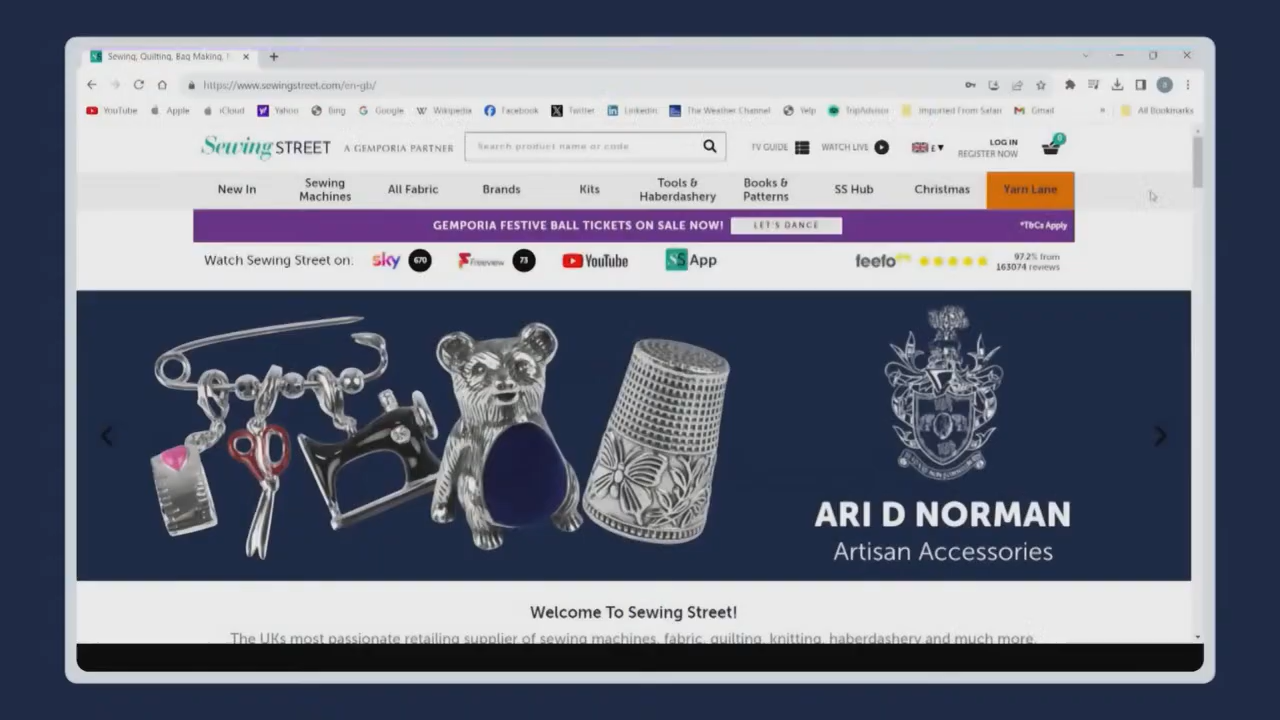 Sewing, Quilting, Bag Making, F
https://www.sewingstreet.com/en-gb/
YouTube Apple iCloud Yahoo Bing Google Wikipedia Facebook Twitter LinkedIn The Weather Channel Yelp TripAdvisor Imported From Safari Gmail » All Bookmarks
Sewing STREET A GEMPORIA PARTNER Search product name or code TV GUIDE WATCH LIVE £ LOG IN
REGISTER NOW
0
New In Sewing Machines All Fabric Brands Kits Tools & Haberdashery Books & Patterns SS Hub Christmas Yarn Lane
GEMPORIA FESTIVE BALL TICKETS ON SALE NOW! LET'S DANCE *T&Cs Apply
Watch Sewing Street on: sky 670 Freeview 73 YouTube SS App feefo 97.2% from
163074 reviews
ARI D NORMAN
Artisan Accessories
Welcome To Sewing Street!
The UKs most passionate retailing supplier of sewing machines, fabric, quilting, knitting, haberdashery and much more.